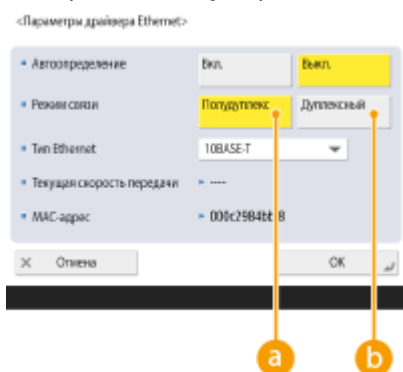 <Параметры драйвера Ethernet>
Автоопределение Вкл. Выкл.
Режим связи Полудуплекс Дуплексный
Тип Ethernet 10BASE-T
Текущая скорость передачи ----
MAC-адрес
Отмена OK
a b